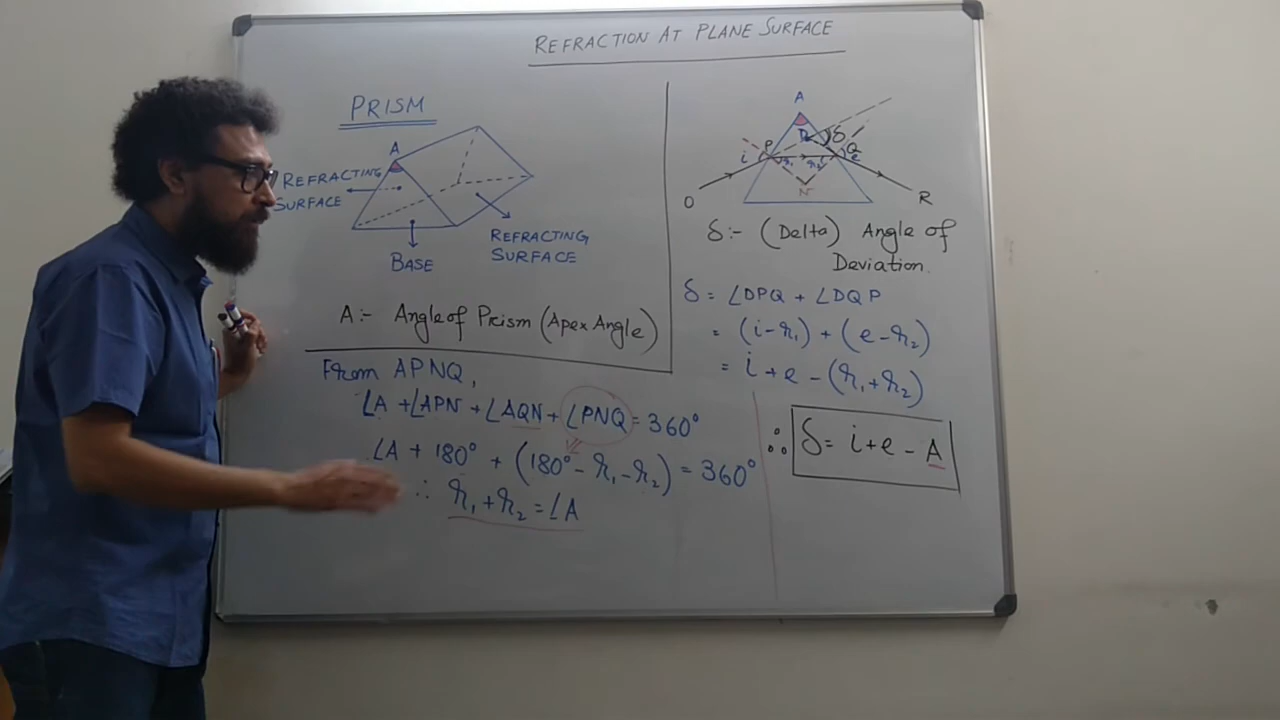 REFRACTION AT PLANE SURFACE
PRISM
A
REFRACTING
SURFACE
REFRACTING
SURFACE
BASE
A:- Angle of Prism (Apex Angle)
From APNQ,
∠A + ∠APN + ∠AQN + ∠PNQ = 360°
∠A + 180° + (180° - r₁ - r₂) = 360°
∴ r₁ + r₂ = ∠A
A
D
δ
P
Q
i
r₁
r₂
e
N
O
R
δ:- (Delta) Angle of
Deviation.
δ = ∠DPQ + ∠DQP
= (i - r₁) + (e - r₂)
= i + e - (r₁ + r₂)
∴ δ = i + e - A